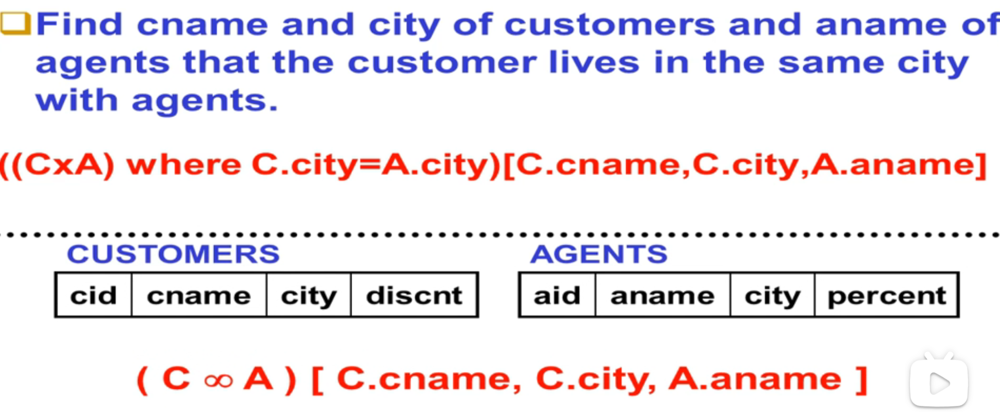 Find cname and city of customers and aname of
agents that the customer lives in the same city
with agents.
((CxA) where C.city=A.city)[C.cname,C.city,A.aname]
CUSTOMERS AGENTS
cid cname city discnt aid aname city percent
( C ∞ A ) [ C.cname, C.city, A.aname ]